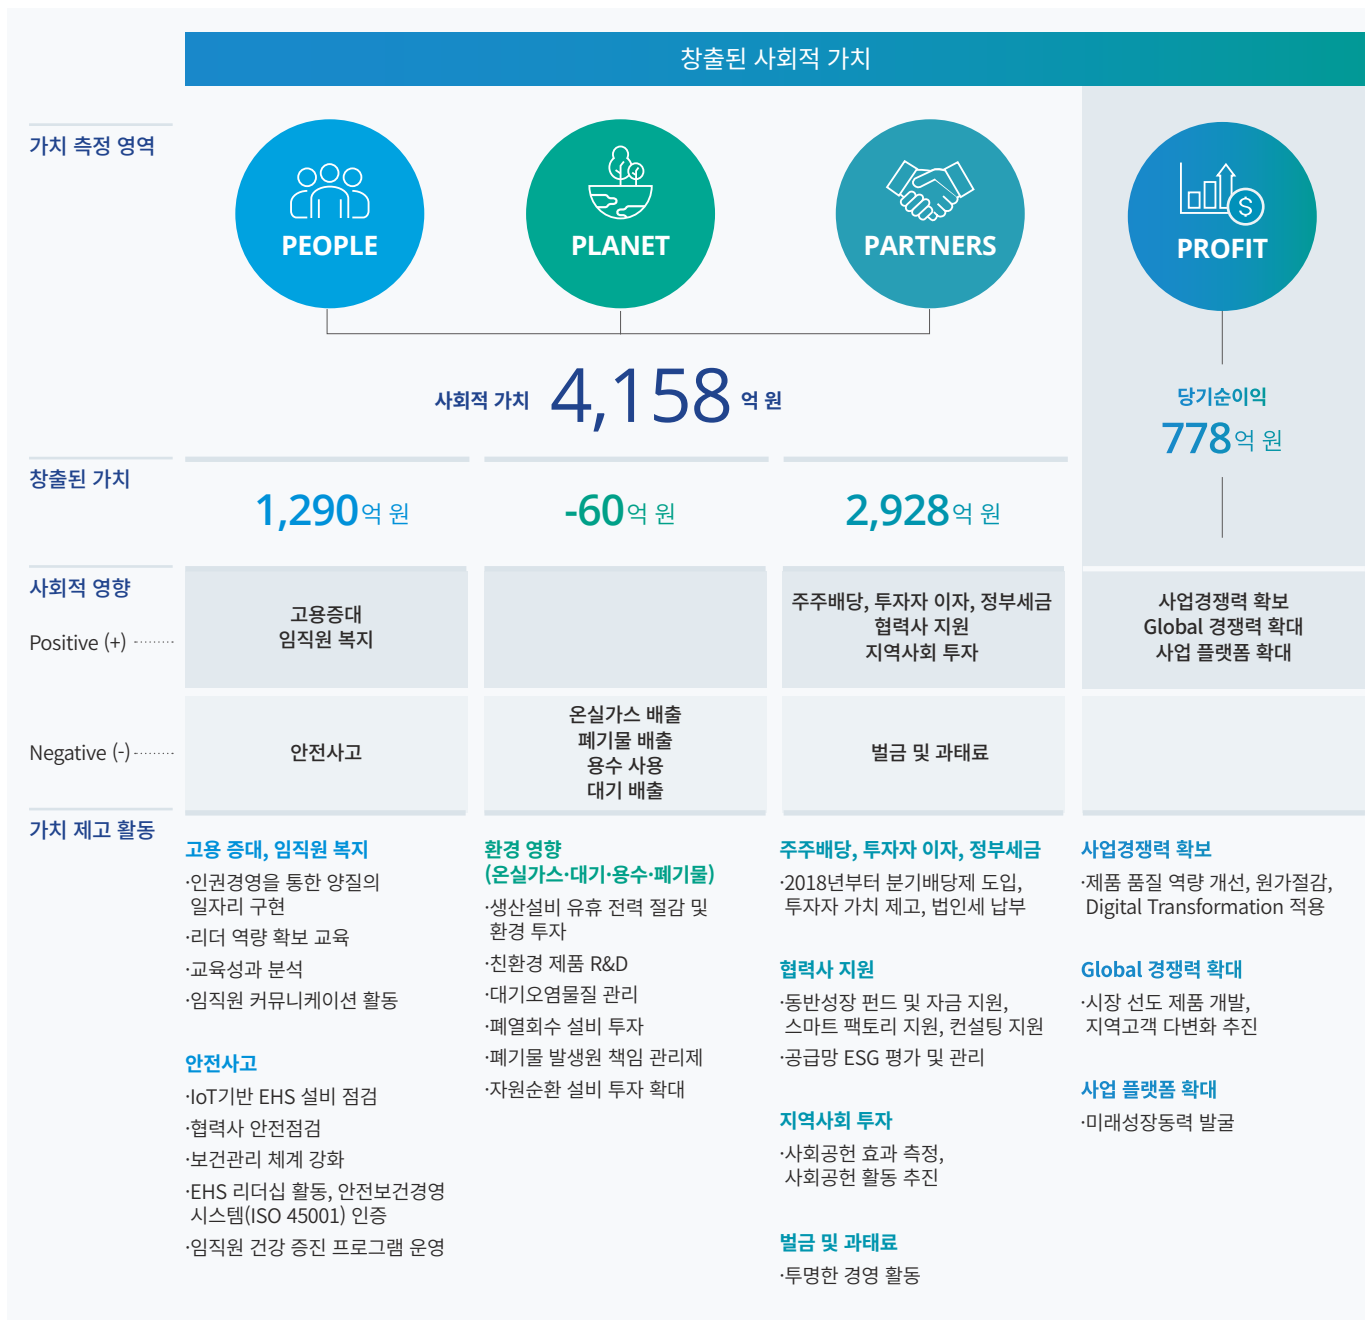 창출된 사회적 가치
가치 측정 영역
PEOPLE
PLANET
PARTNERS
PROFIT
사회적 가치 4,158 억 원
당기순이익
778억 원
창출된 가치
1,290억 원
-60억 원
2,928억 원
사회적 영향
Positive (+)
고용증대
임직원 복지
주주배당, 투자자 이자, 정부세금
협력사 지원
지역사회 투자
사업경쟁력 확보
Global 경쟁력 확대
사업 플랫폼 확대
Negative (-)
안전사고
온실가스 배출
폐기물 배출
용수 사용
대기 배출
벌금 및 과태료
가치 제고 활동
고용 증대, 임직원 복지
·인권경영을 통한 양질의
일자리 구현
·리더 역량 확보 교육
·교육성과 분석
·임직원 커뮤니케이션 활동
안전사고
·IoT기반 EHS 설비 점검
·협력사 안전점검
·보건관리 체계 강화
·EHS 리더십 활동, 안전보건경영
시스템(ISO 45001) 인증
·임직원 건강 증진 프로그램 운영
환경 영향
(온실가스·대기·용수·폐기물)
·생산설비 유휴 전력 절감 및
환경 투자
·친환경 제품 R&D
·대기오염물질 관리
·폐열회수 설비 투자
·폐기물 발생원 책임 관리제
·자원순환 설비 투자 확대
주주배당, 투자자 이자, 정부세금
·2018년부터 분기배당제 도입,
투자자 가치 제고, 법인세 납부
협력사 지원
·동반성장 펀드 및 자금 지원,
스마트 팩토리 지원, 컨설팅 지원
·공급망 ESG 평가 및 관리
지역사회 투자
·사회공헌 효과 측정,
사회공헌 활동 추진
벌금 및 과태료
·투명한 경영 활동
사업경쟁력 확보
·제품 품질 역량 개선, 원가절감,
Digital Transformation 적용
Global 경쟁력 확대
·시장 선도 제품 개발,
지역고객 다변화 추진
사업 플랫폼 확대
·미래성장동력 발굴